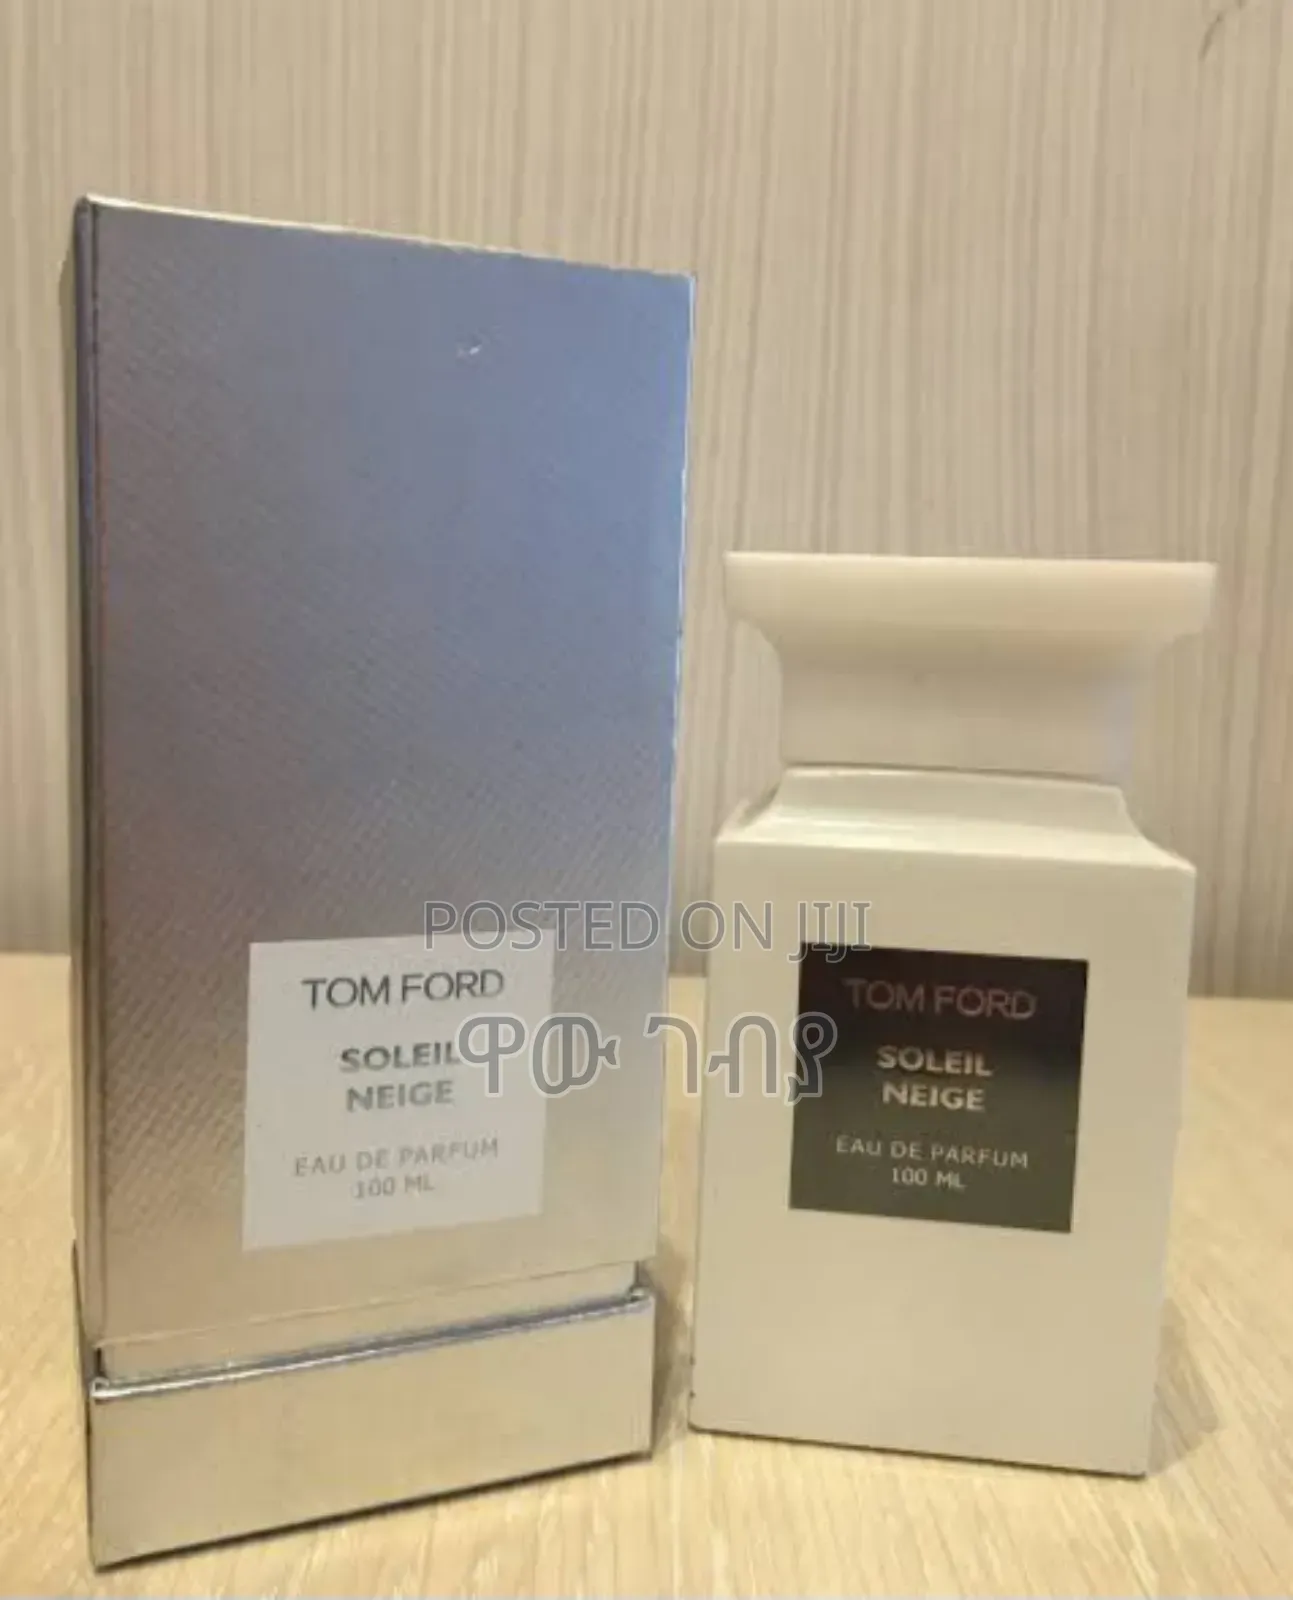 POSTED ON JIJI
ዋው ገብያ
TOM FORD
SOLEIL
NEIGE
EAU DE PARFUM
100 ML
TOM FORD
SOLEIL
NEIGE
EAU DE PARFUM
100 ML